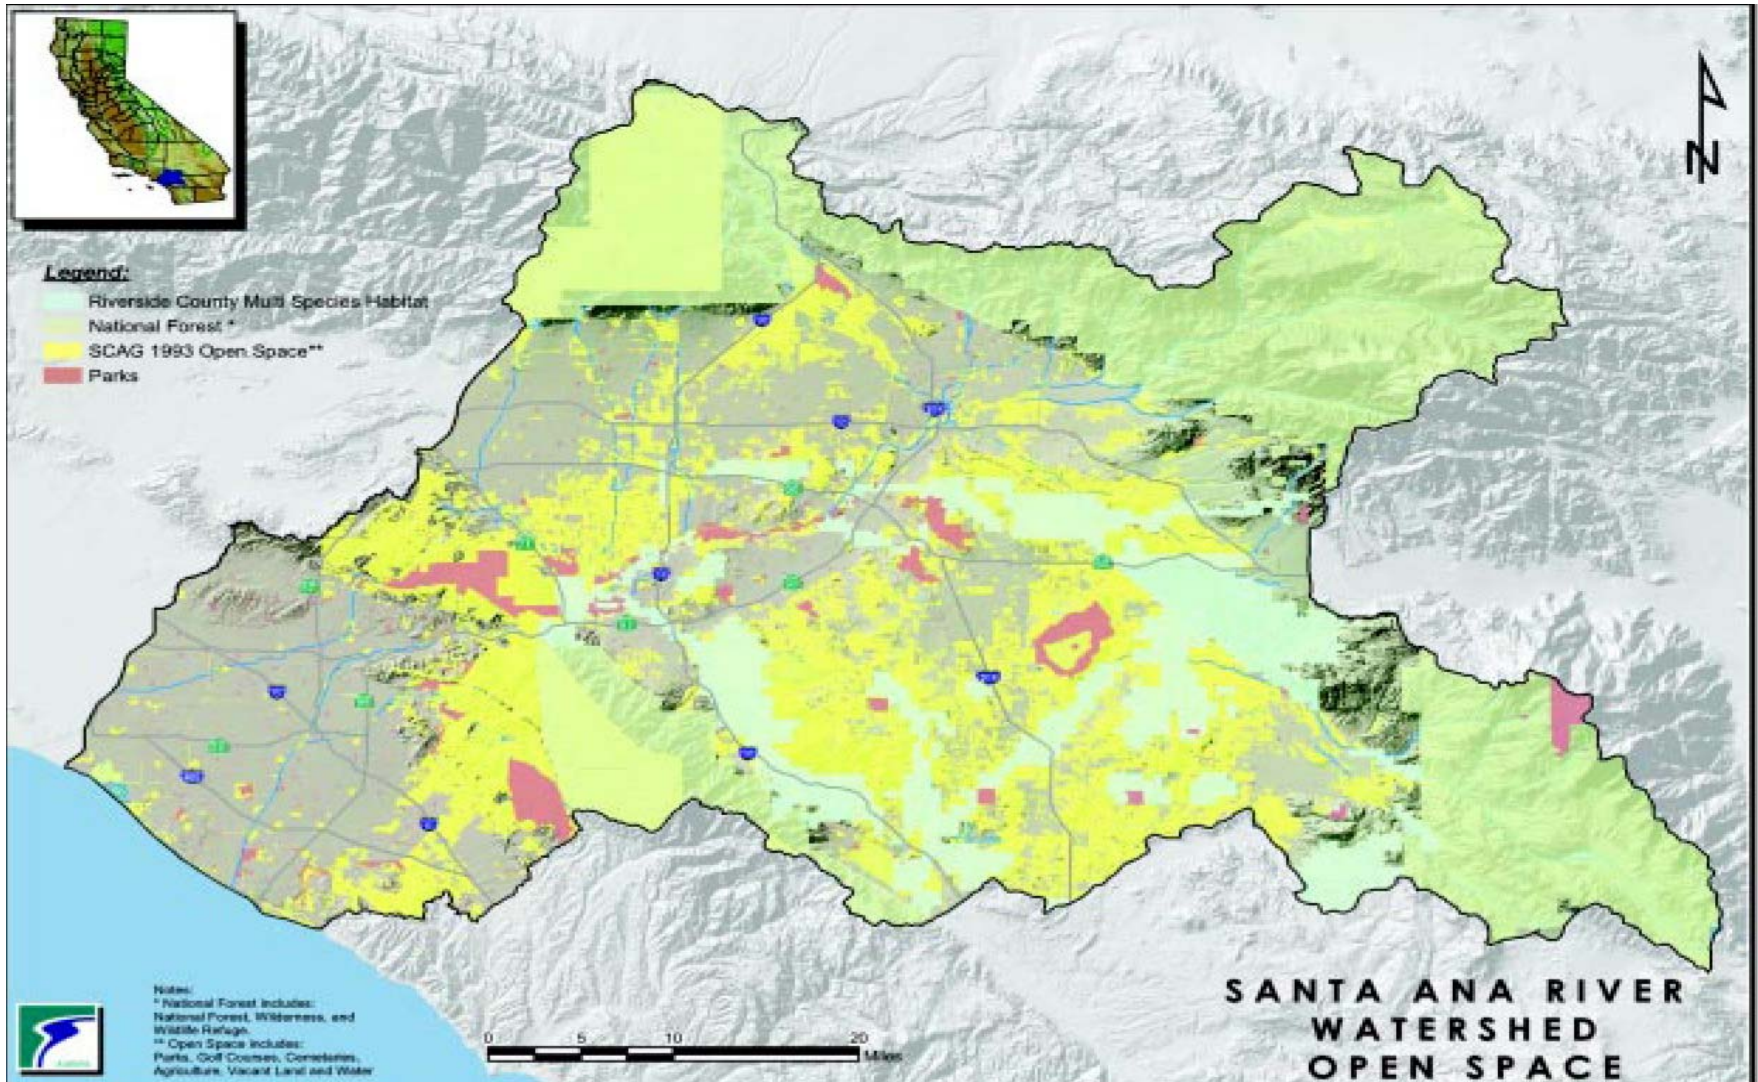 Legend:
Riverside County Multi Species Habitat
National Forest *
SCAG 1993 Open Space**
Parks
N
Notes:
* National Forest includes:
National Forest, Wilderness, and
Wildlife Refuge.
** Open Space includes:
Parks, Golf Courses, Cemeteries,
Agriculture, Vacant Land and Water
0 5 10 20
Miles
SANTA ANA RIVER
WATERSHED
OPEN SPACE